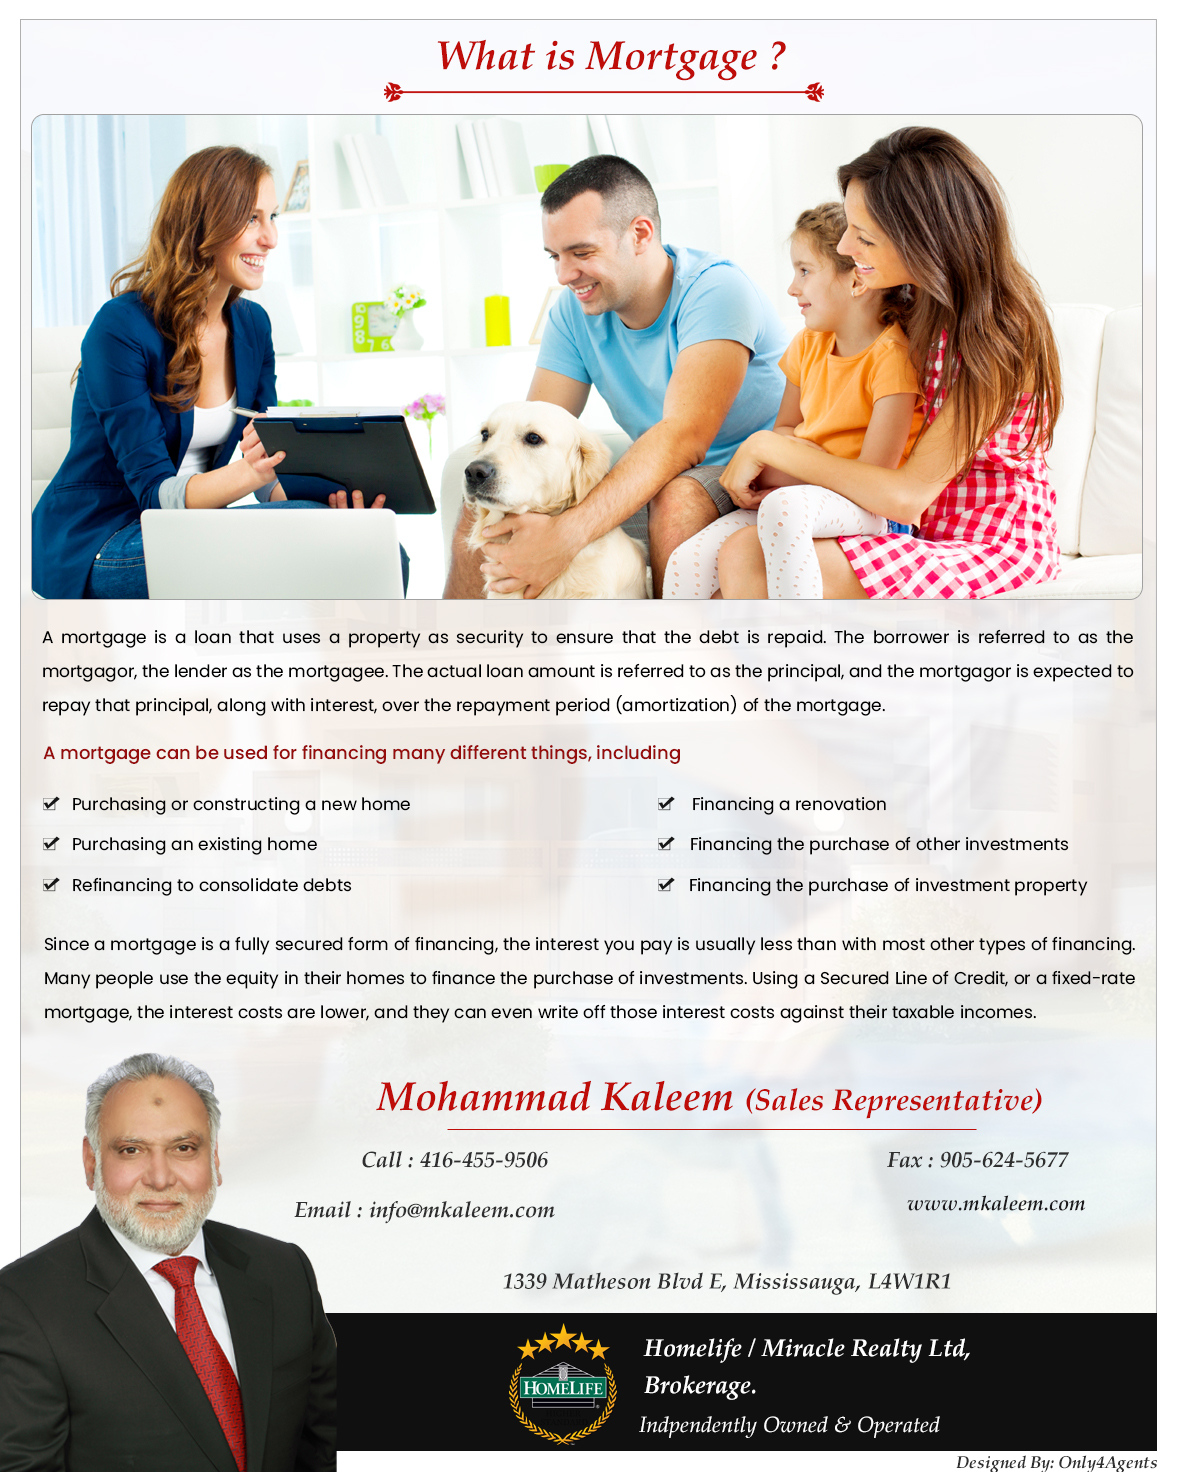 What is Mortgage ?
A mortgage is a loan that uses a property as security to ensure that the debt is repaid. The borrower is referred to as the
mortgagor, the lender as the mortgagee. The actual loan amount is referred to as the principal, and the mortgagor is expected to
repay that principal, along with interest, over the repayment period (amortization) of the mortgage.
A mortgage can be used for financing many different things, including
Purchasing or constructing a new home
Purchasing an existing home
Refinancing to consolidate debts
Financing a renovation
Financing the purchase of other investments
Financing the purchase of investment property
Since a mortgage is a fully secured form of financing, the interest you pay is usually less than with most other types of financing.
Many people use the equity in their homes to finance the purchase of investments. Using a Secured Line of Credit, or a fixed-rate
mortgage, the interest costs are lower, and they can even write off those interest costs against their taxable incomes.
Mohammad Kaleem (Sales Representative)
Call : 416-455-9506
Fax : 905-624-5677
Email : info@mkaleem.com
www.mkaleem.com
1339 Matheson Blvd E, Mississauga, L4W1R1
HOMELIFE
Homelife / Miracle Realty Ltd,
Brokerage.
Indpendently Owned & Operated
Designed By: Only4Agents